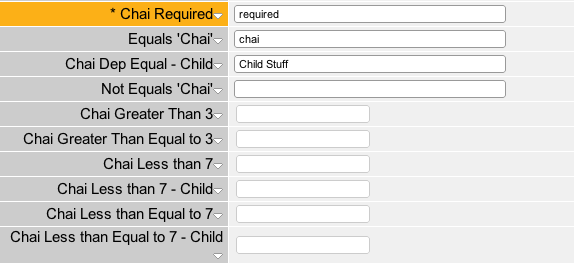 * Chai Required required
Equals 'Chai' chai
Chai Dep Equal - Child Child Stuff
Not Equals 'Chai'
Chai Greater Than 3
Chai Greater Than Equal to 3
Chai Less than 7
Chai Less than 7 - Child
Chai Less than Equal to 7
Chai Less than Equal to 7 - Child